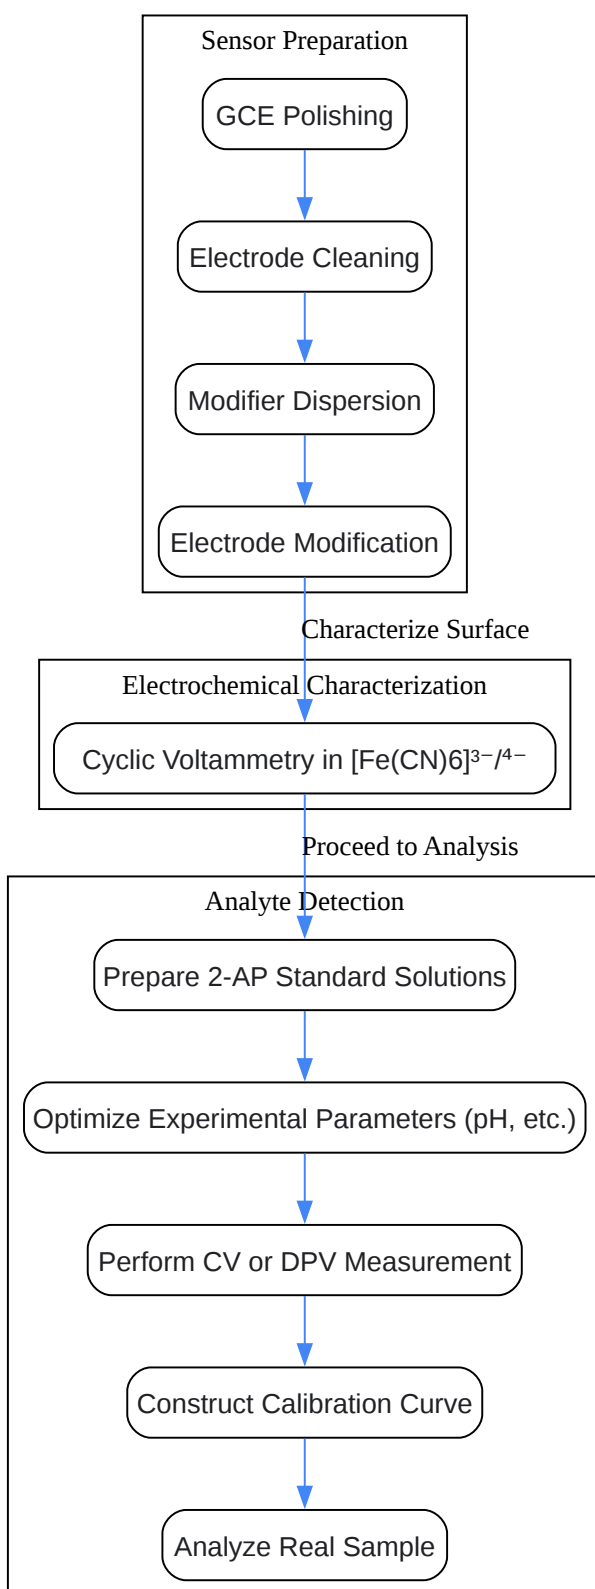 Sensor Preparation
GCE Polishing
Electrode Cleaning
Modifier Dispersion
Electrode Modification
Characterize Surface
Electrochemical Characterization
Cyclic Voltammetry in [Fe(CN)6]³⁻/⁴⁻
Proceed to Analysis
Analyte Detection
Prepare 2-AP Standard Solutions
Optimize Experimental Parameters (pH, etc.)
Perform CV or DPV Measurement
Construct Calibration Curve
Analyze Real Sample